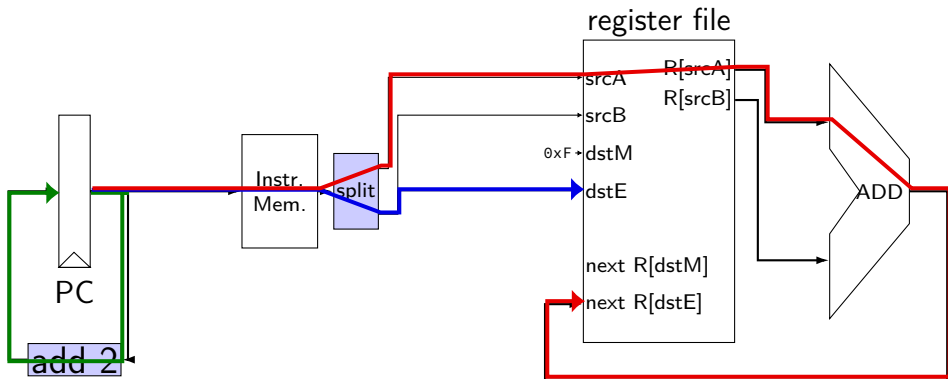 register file
srcA
R[srcA]
R[srcB]
srcB
0xF
dstM
Instr.
Mem.
split
dstE
ADD
next R[dstM]
PC
next R[dstE]
add 2